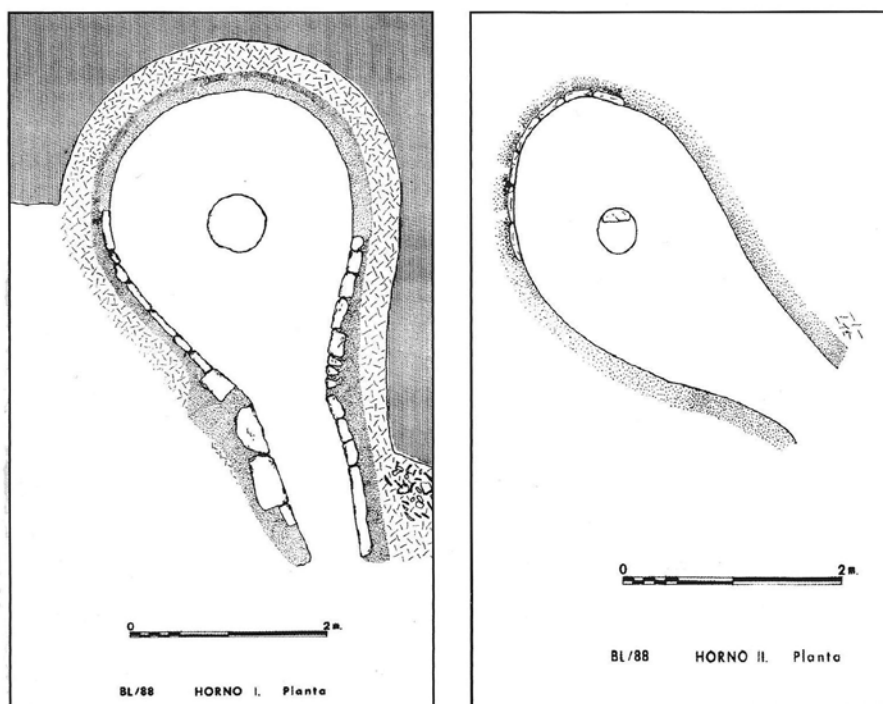 0 2 m.
BL/88 HORNO I. Planta
0 2 m.
BL/88 HORNO II. Planta